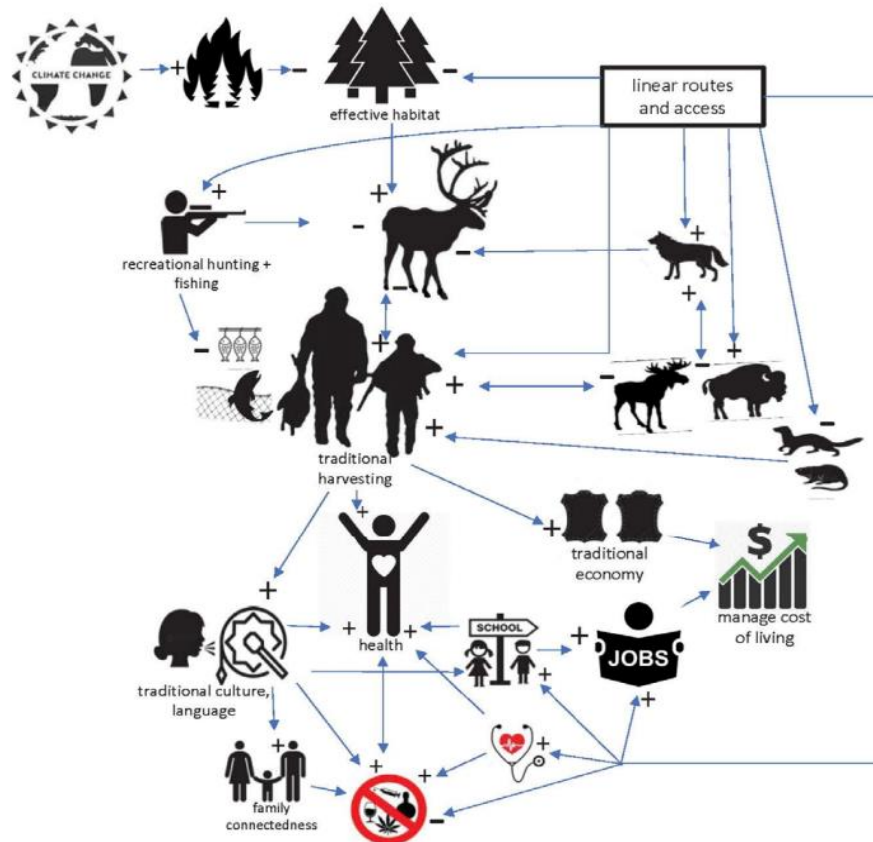 CLIMATE CHANGE
+
-
-
effective habitat
linear routes
and access
+
+
-
-
+
recreational hunting +
fishing
-
+
-
+
-
-
+
+
-
-
+
traditional
harvesting
+
+
traditional
economy
$
manage cost
of living
+
+
+
health
SCHOOL
+
JOBS
+
+
traditional culture,
language
+
+
+
+
family
connectedness
-